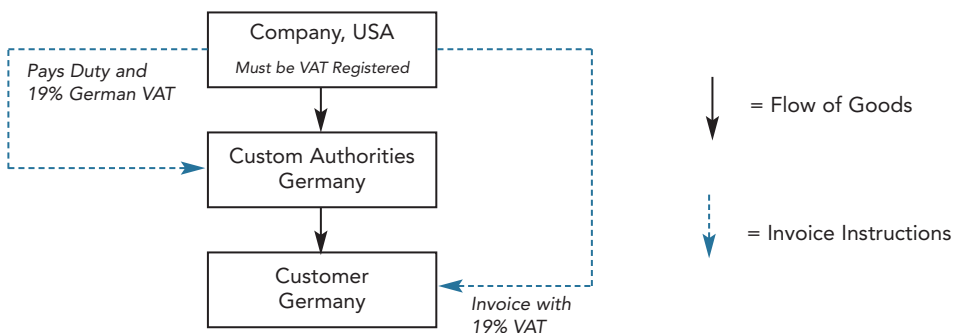 Company, USA
Must be VAT Registered
Pays Duty and
19% German VAT
= Flow of Goods
Custom Authorities
Germany
= Invoice Instructions
Customer
Germany
Invoice with
19% VAT